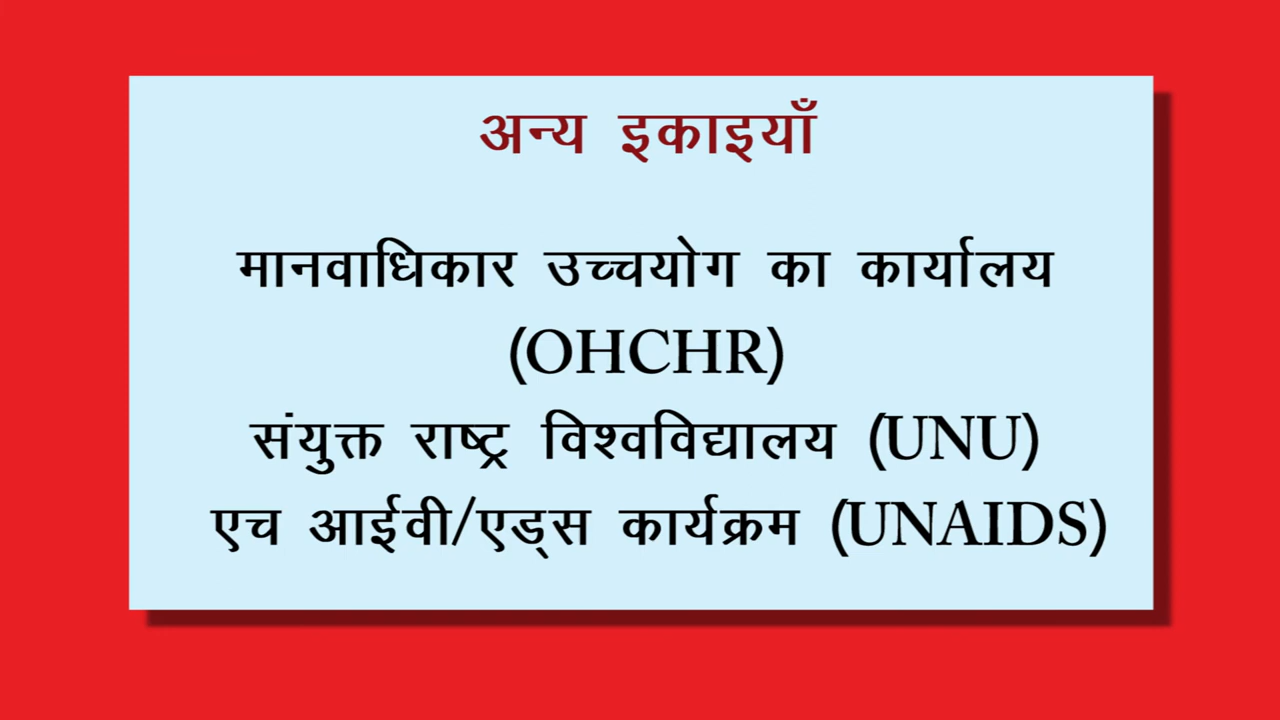 अन्य इकाइयाँ
मानवाधिकार उच्चयोग का कार्यालय
(OHCHR)
संयुक्त राष्ट्र विश्वविद्यालय (UNU)
एच आईवी/एड्स कार्यक्रम (UNAIDS)